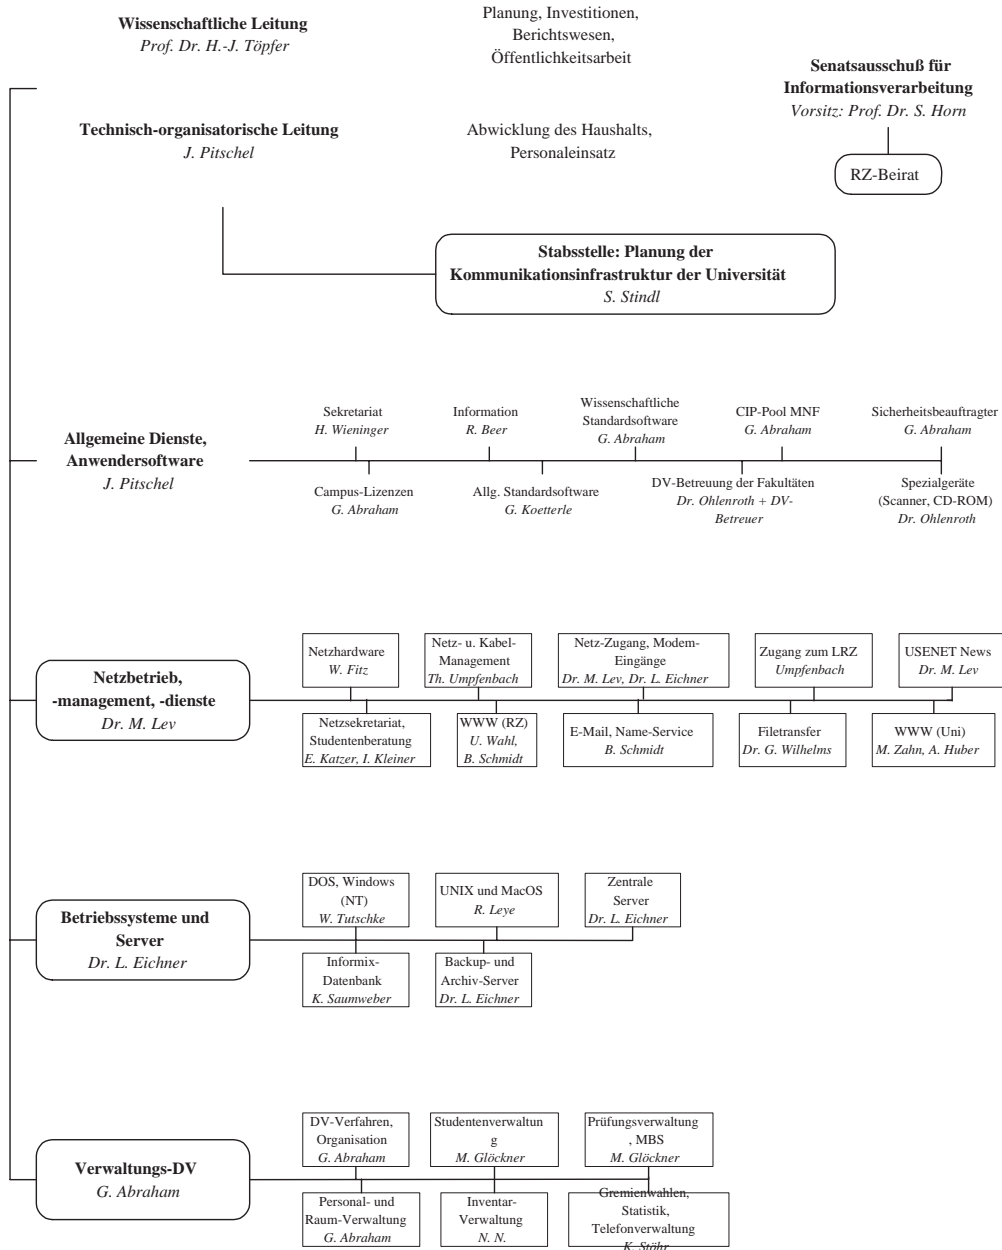 Wissenschaftliche Leitung
Prof. Dr. H.-J. Töpfer
Planung, Investitionen,
Berichtswesen,
Öffentlichkeitsarbeit
Senatsausschuß für
Informationsverarbeitung
Vorsitz: Prof. Dr. S. Horn
Technisch-organisatorische Leitung
J. Pitschel
Abwicklung des Haushalts,
Personaleinsatz
RZ-Beirat
Stabsstelle: Planung der
Kommunikationsinfrastruktur der Universität
S. Stindl
Allgemeine Dienste,
Anwendersoftware
J. Pitschel
Sekretariat
H. Wieninger
Information
R. Beer
Wissenschaftliche
Standardsoftware
G. Abraham
CIP-Pool MNF
G. Abraham
Sicherheitsbeauftragter
G. Abraham
Campus-Lizenzen
G. Abraham
Allg. Standardsoftware
G. Koetterle
DV-Betreuung der Fakultäten
Dr. Ohlenroth + DV-
Betreuer
Spezialgeräte
(Scanner, CD-ROM)
Dr. Ohlenroth
Netzbetrieb,
-management, -dienste
Dr. M. Lev
Netzhardware
W. Fitz
Netz- u. Kabel-
Management
Th. Umpfenbach
Netz-Zugang, Modem-
Eingänge
Dr. M. Lev, Dr. L. Eichner
Zugang zum LRZ
Umpfenbach
USENET News
Dr. M. Lev
Netzsekretariat,
Studentenberatung
E. Katzer, I. Kleiner
WWW (RZ)
U. Wahl,
B. Schmidt
E-Mail, Name-Service
B. Schmidt
Filetransfer
Dr. G. Wilhelms
WWW (Uni)
M. Zahn, A. Huber
Betriebssysteme und
Server
Dr. L. Eichner
DOS, Windows
(NT)
W. Tutschke
UNIX und MacOS
R. Leye
Zentrale
Server
Dr. L. Eichner
Informix-
Datenbank
K. Saumweber
Backup- und
Archiv-Server
Dr. L. Eichner
Verwaltungs-DV
G. Abraham
DV-Verfahren,
Organisation
G. Abraham
Studentenverwaltun
g
M. Glöckner
Prüfungsverwaltung
, MBS
M. Glöckner
Personal- und
Raum-Verwaltung
G. Abraham
Inventar-
Verwaltung
N. N.
Gremienwahlen,
Statistik,
Telefonverwaltung
K. Stöhr